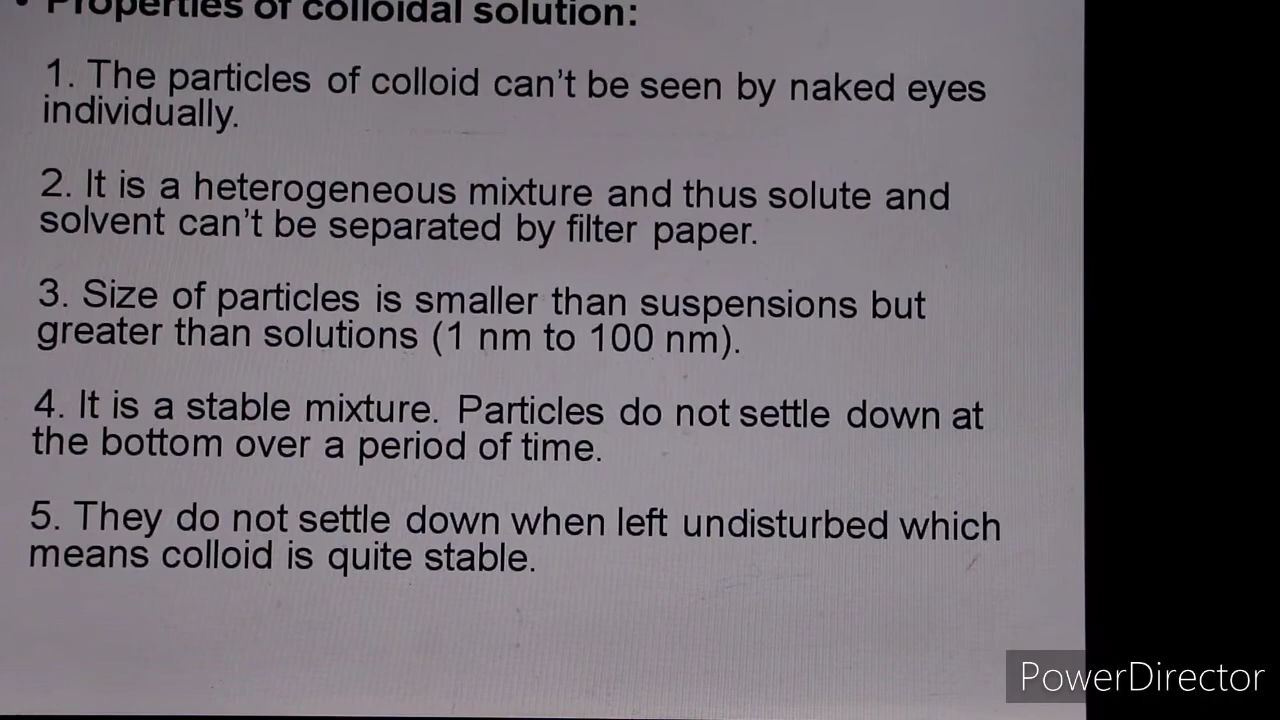 • Properties of colloidal solution:
1. The particles of colloid can't be seen by naked eyes
individually.
2. It is a heterogeneous mixture and thus solute and
solvent can't be separated by filter paper.
3. Size of particles is smaller than suspensions but
greater than solutions (1 nm to 100 nm).
4. It is a stable mixture. Particles do not settle down at
the bottom over a period of time.
5. They do not settle down when left undisturbed which
means colloid is quite stable.
PowerDirector